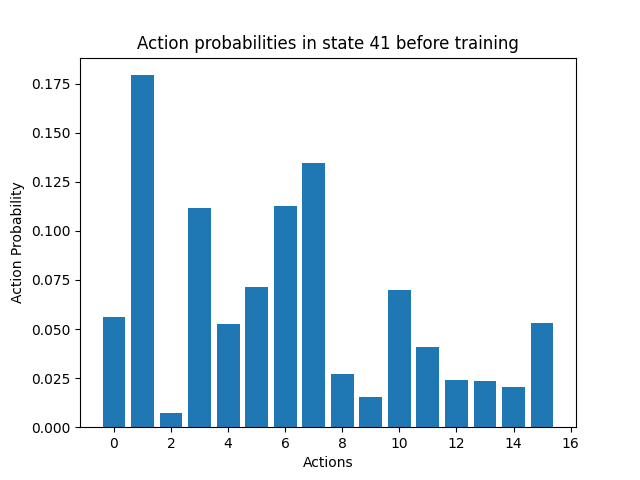 Action probabilities in state 41 before training
0.175
0.150
0.125
0.100
0.075
0.050
0.025
0.000
Action Probability
0 2 4 6 8 10 12 14 16
Actions